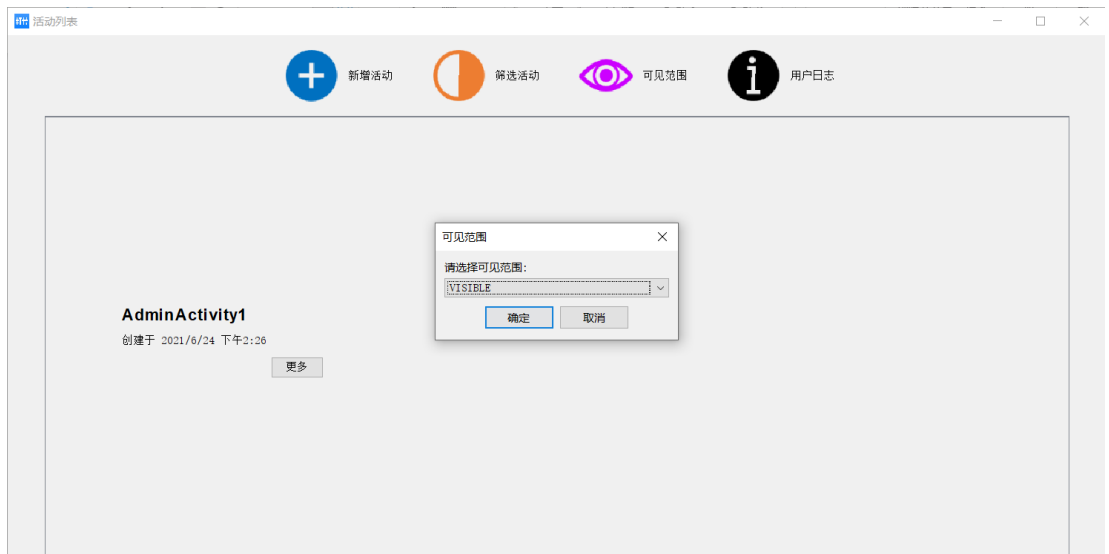 活动列表
新增活动
筛选活动
可见范围
用户日志
可见范围
请选择可见范围:
VISIBLE
确定
取消
AdminActivity1
创建于 2021/6/24 下午2:26
更多